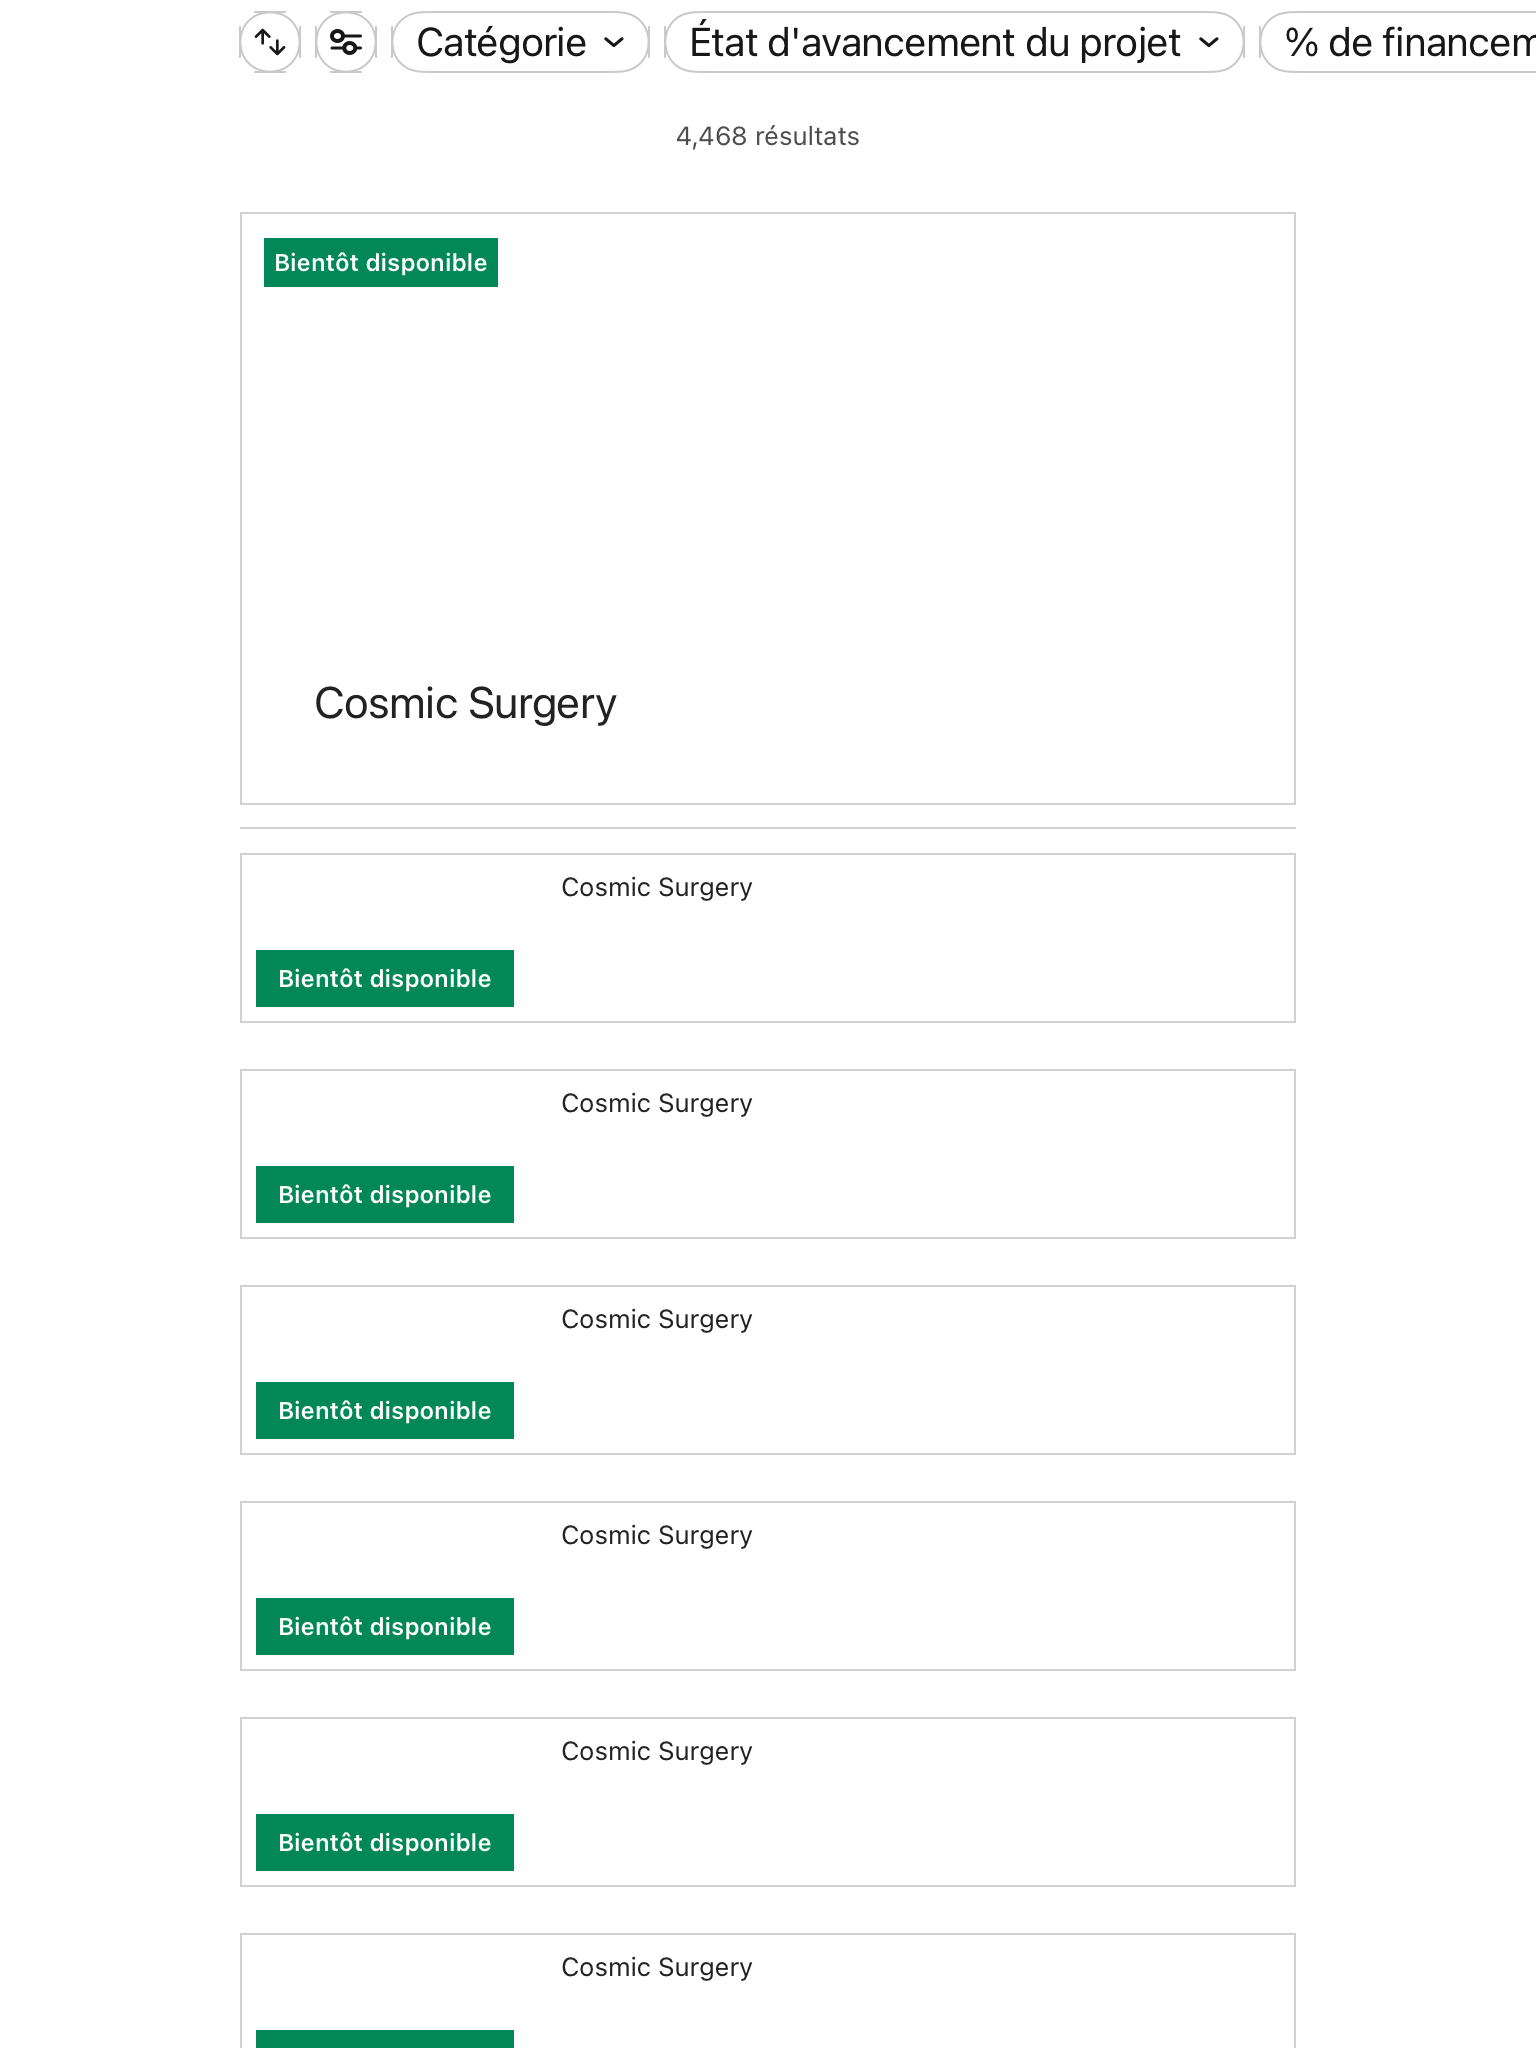 Catégorie
État d'avancement du projet
% de financem
4,468 résultats
Bientôt disponible
Cosmic Surgery
Cosmic Surgery
Bientôt disponible
Cosmic Surgery
Bientôt disponible
Cosmic Surgery
Bientôt disponible
Cosmic Surgery
Bientôt disponible
Cosmic Surgery
Bientôt disponible
Cosmic Surgery